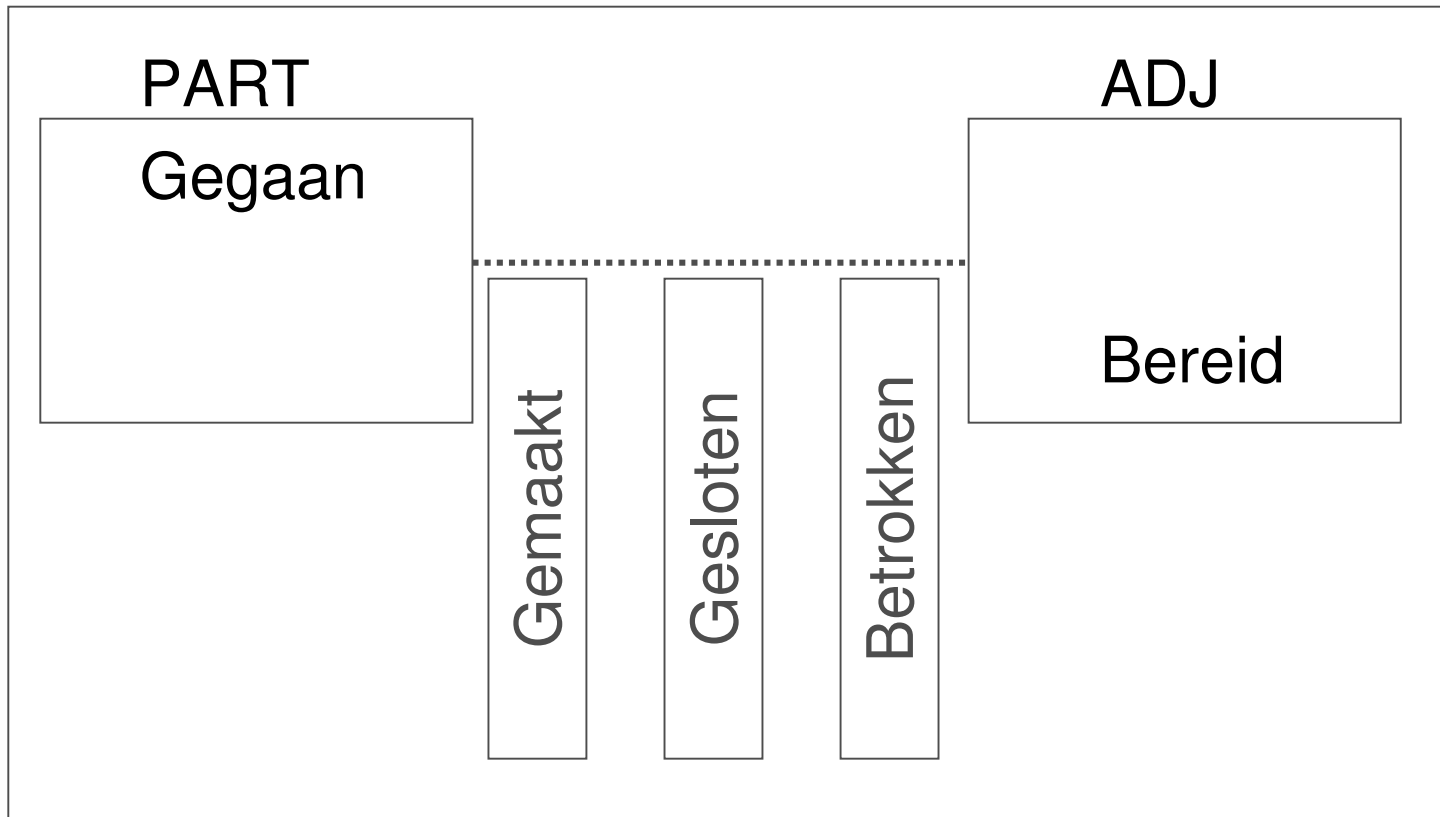 PART
ADJ
Gegaan
Bereid
Gemaakt
Gesloten
Betrokken